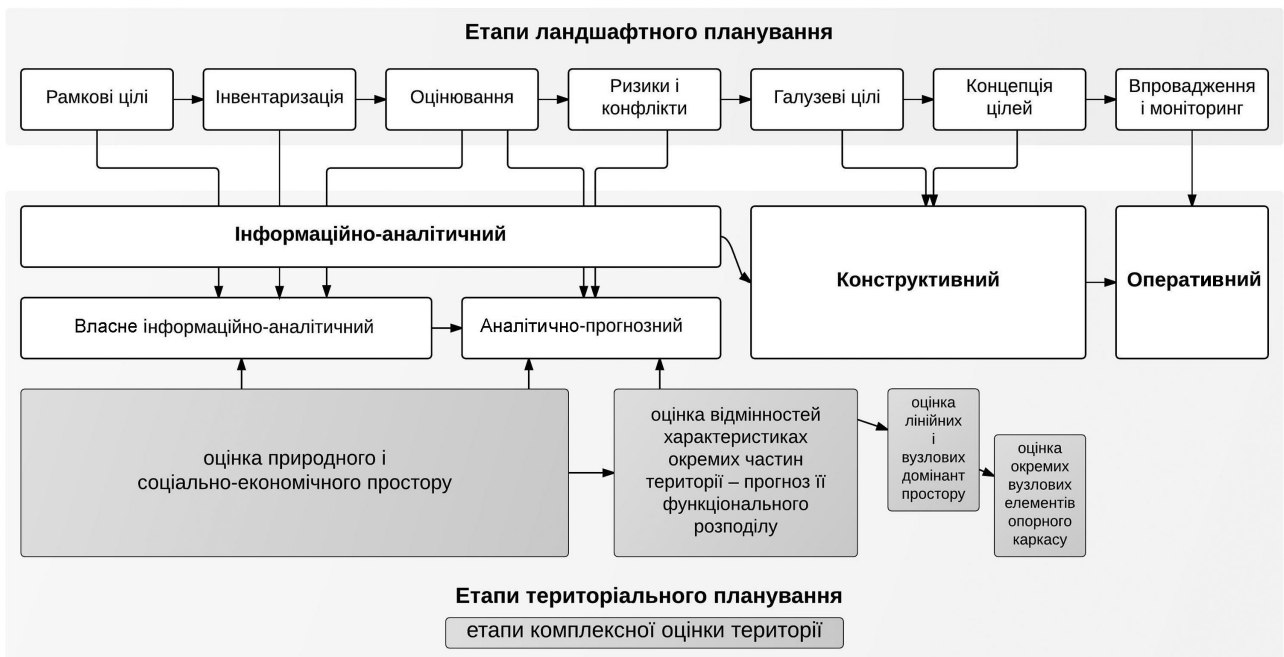 Етапи ландшафтного планування
Рамкові цілі
Інвентаризація
Оцінювання
Ризики і
конфлікти
Галузеві цілі
Концепція
цілей
Впровадження
і моніторинг
Інформаційно-аналітичний
Конструктивний
Оперативний
Власне інформаційно-аналітичний
Аналітично-прогнозний
оцінка природного і
соціально-економічного простору
оцінка відмінностей
характеристиках
окремих частин
території – прогноз її
функціонального
розподілу
оцінка
лінійних
і
вузлових
домінант
простору
оцінка
окремих
вузлових
елементів
опорного
каркасу
Етапи територіального планування
етапи комплексної оцінки території